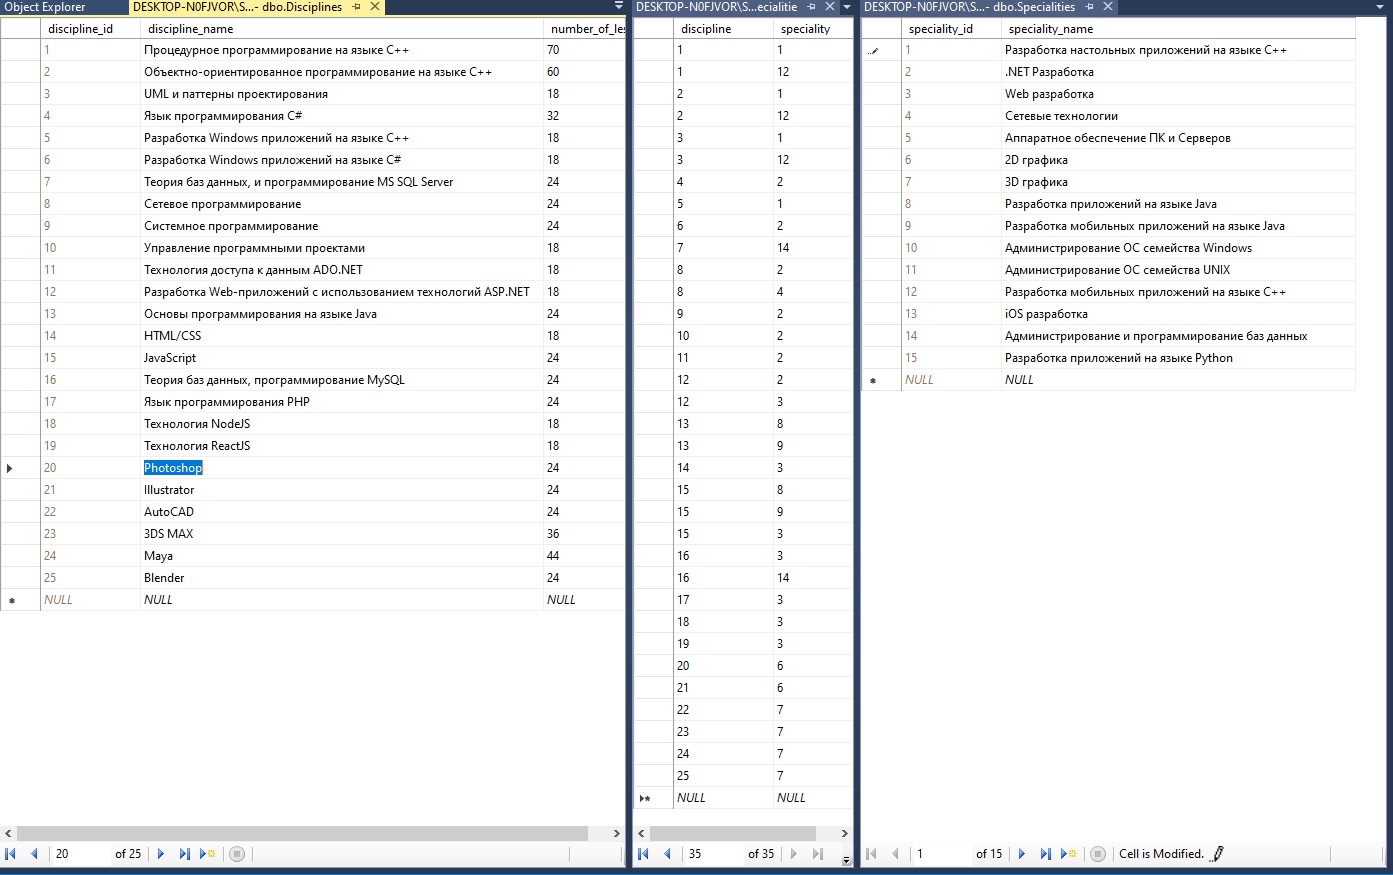 Object Explorer
DESKTOP-N0FJVOR\S...- dbo.Disciplines
discipline_id discipline_name number_of_les
1 Процедурное программирование на языке C++ 70
2 Объектно-ориентированное программирование на языке C++ 60
3 UML и паттерны проектирования 18
4 Язык программирования C# 32
5 Разработка Windows приложений на языке C++ 18
6 Разработка Windows приложений на языке C# 18
7 Теория баз данных, и программирование MS SQL Server 24
8 Сетевое программирование 24
9 Системное программирование 24
10 Управление программными проектами 18
11 Технология доступа к данным ADO.NET 18
12 Разработка Web-приложений с использованием технологий ASP.NET 18
13 Основы программирования на языке Java 24
14 HTML/CSS 18
15 JavaScript 24
16 Теория баз данных, программирование MySQL 24
17 Язык программирования PHP 24
18 Технология NodeJS 18
19 Технология ReactJS 18
20 Photoshop 24
21 Illustrator 24
22 AutoCAD 24
23 3DS MAX 36
24 Maya 44
25 Blender 24
NULL NULL NULL
20 of 25
DESKTOP-N0FJVOR\S...ecialitie
discipline speciality
1 1
1 12
2 1
2 12
3 1
3 12
4 2
5 1
6 2
7 14
8 2
8 4
9 2
10 2
11 2
12 2
12 3
13 8
13 9
14 3
15 8
15 9
15 3
16 3
16 14
17 3
18 3
19 3
20 6
21 6
22 7
23 7
24 7
25 7
NULL NULL
35 of 35
DESKTOP-N0FJVOR\S...- dbo.Specialities
speciality_id speciality_name
1 Разработка настольных приложений на языке C++
2 .NET Разработка
3 Web разработка
4 Сетевые технологии
5 Аппаратное обеспечение ПК и Серверов
6 2D графика
7 3D графика
8 Разработка приложений на языке Java
9 Разработка мобильных приложений на языке Java
10 Администрирование ОС семейства Windows
11 Администрирование ОС семейства UNIX
12 Разработка мобильных приложений на языке C++
13 iOS разработка
14 Администрирование и программирование баз данных
15 Разработка приложений на языке Python
NULL NULL
1 of 15 Cell is Modified.